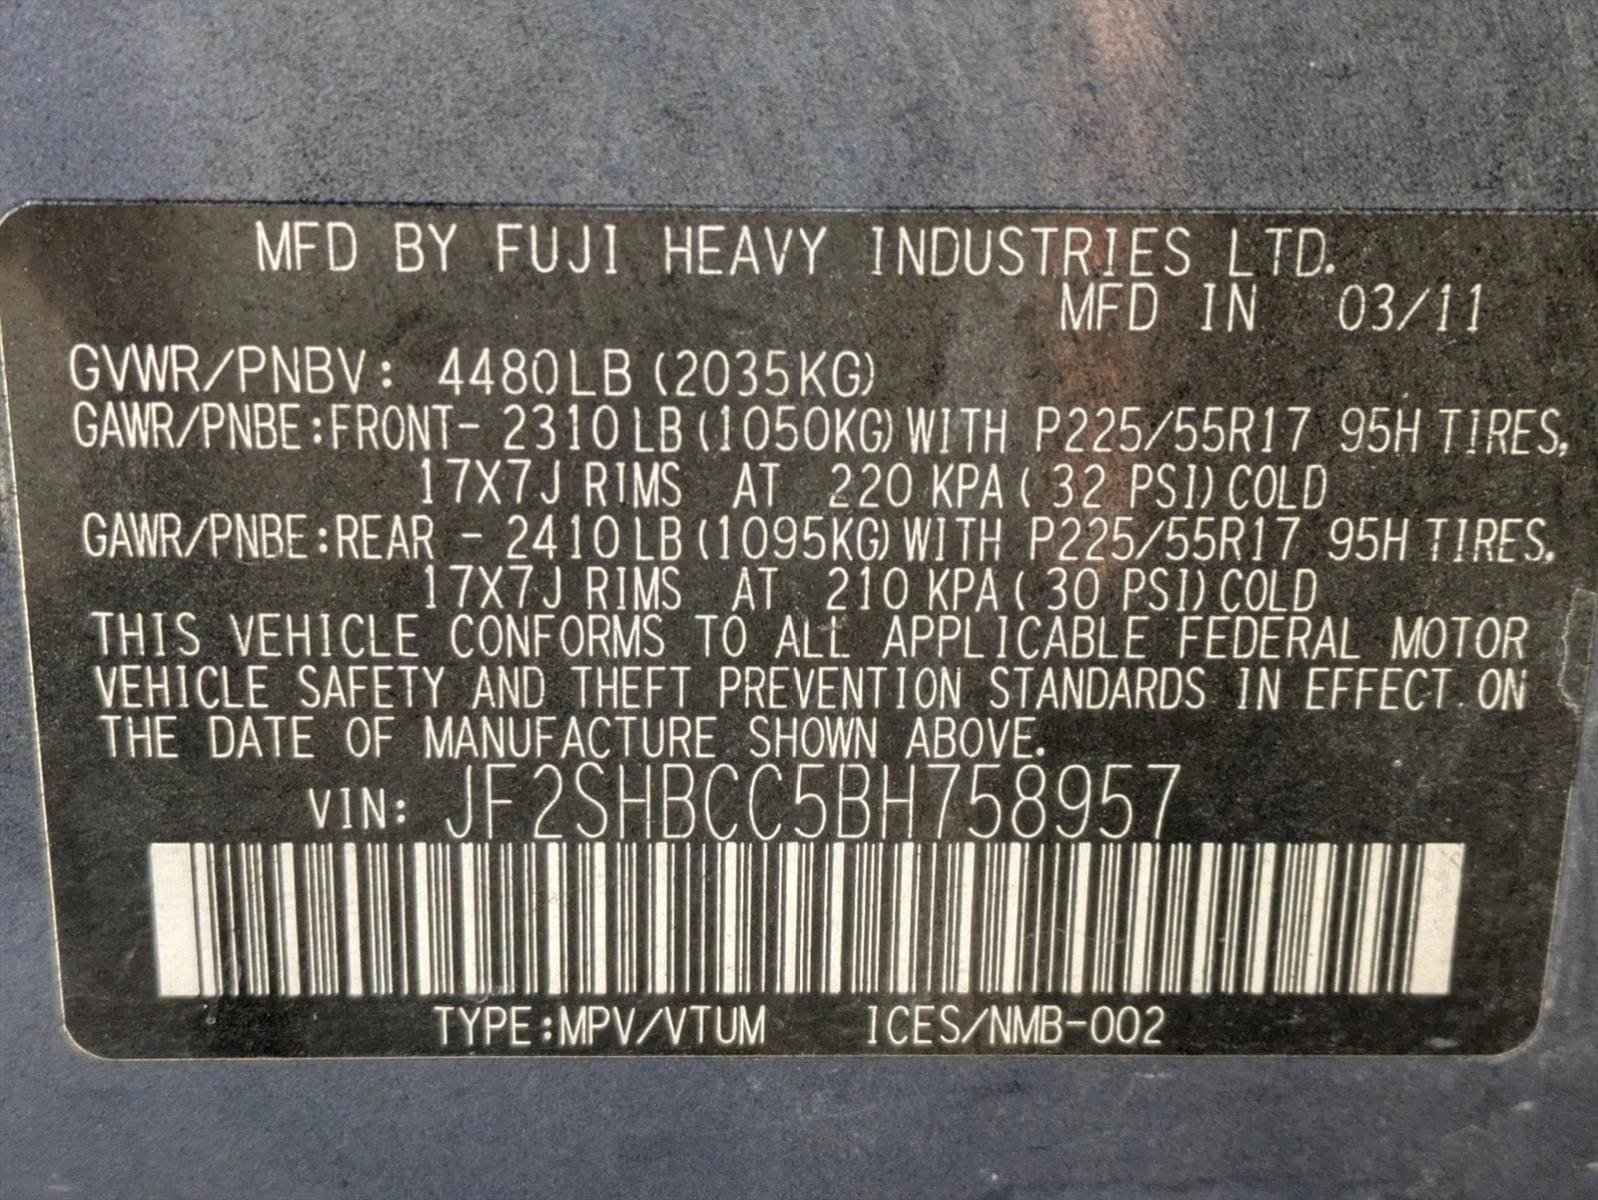 MFD BY FUJI HEAVY INDUSTRIES LTD.
MFD IN 03/11
GVWR/PNBV: 4480LB (2035KG)
GAWR/PNBE:FRONT- 2310LB(1050KG)WITH P225/55R17 95H TIRES,
17X7J RIMS AT 220 KPA( 32 PSI)COLD
GAWR/PNBE:REAR - 2410LB(1095KG)WITH P225/55R17 95H TIRES,
17X7J RIMS AT 210 KPA( 30 PSI)COLD
THIS VEHICLE CONFORMS TO ALL APPLICABLE FEDERAL MOTOR
VEHICLE SAFETY AND THEFT PREVENTION STANDARDS IN EFFECT ON
THE DATE OF MANUFACTURE SHOWN ABOVE.
VIN: JF2SHBCC5BH758957
TYPE:MPV/VTUM ICES/NMB-002